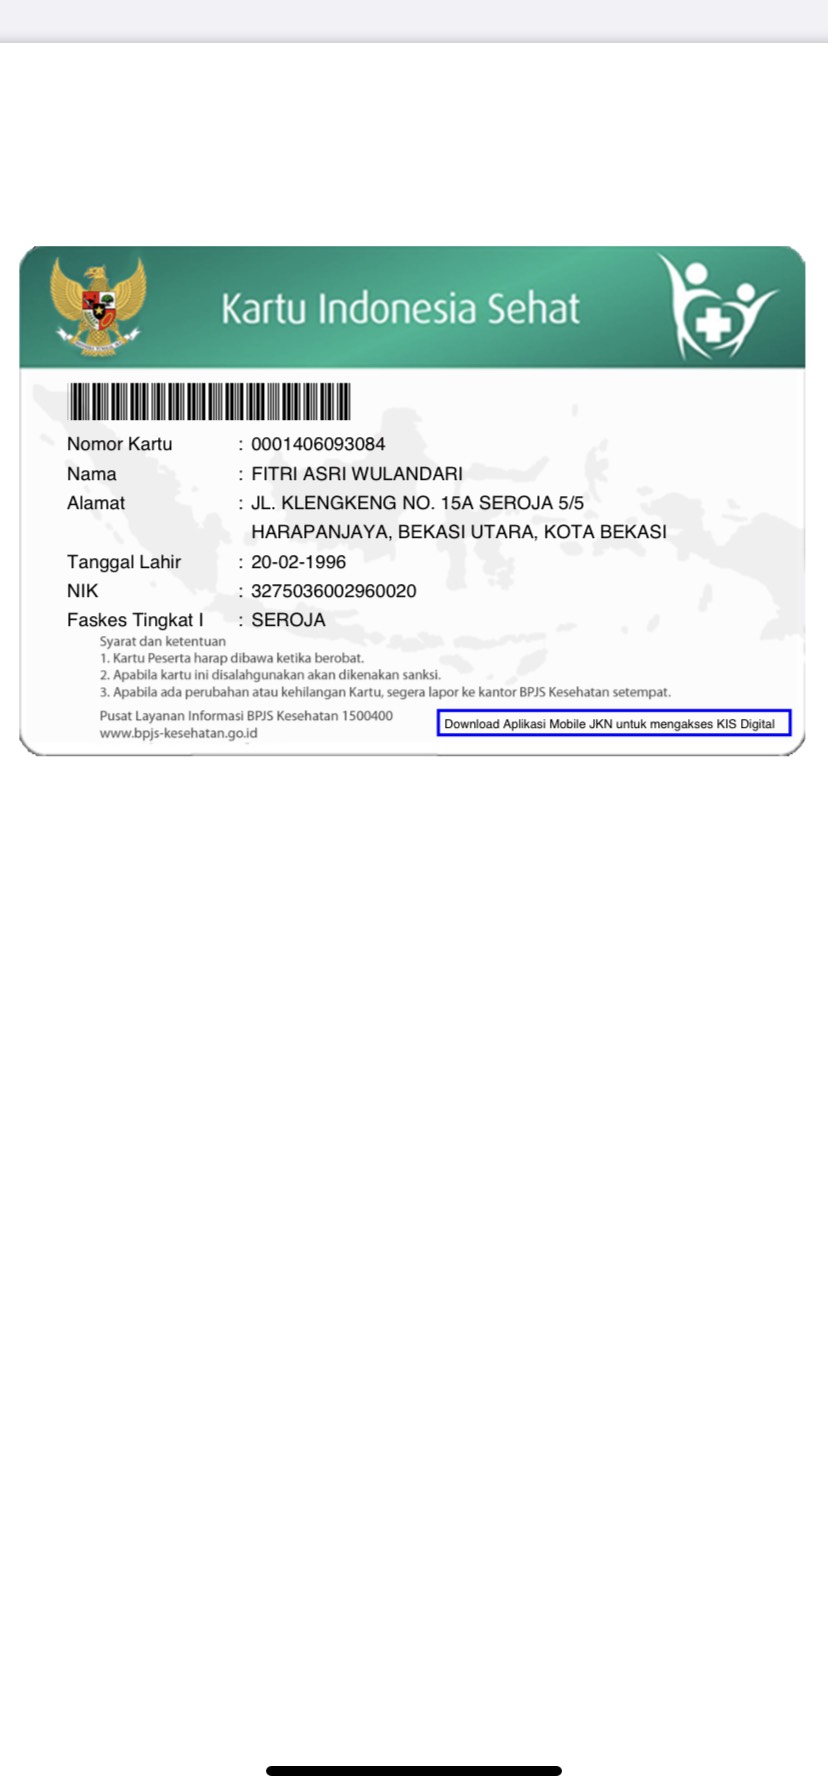 Kartu Indonesia Sehat
Nomor Kartu : 0001406093084
Nama : FITRI ASRI WULANDARI
Alamat : JL. KLENGKENG NO. 15A SEROJA 5/5
HARAPANJAYA, BEKASI UTARA, KOTA BEKASI
Tanggal Lahir : 20-02-1996
NIK : 3275036002960020
Faskes Tingkat I : SEROJA
Syarat dan ketentuan
1. Kartu Peserta harap dibawa ketika berobat.
2. Apabila kartu ini disalahgunakan akan dikenakan sanksi.
3. Apabila ada perubahan atau kehilangan Kartu, segera lapor ke kantor BPJS Kesehatan setempat.
Pusat Layanan Informasi BPJS Kesehatan 1500400
www.bpjs-kesehatan.go.id
Download Aplikasi Mobile JKN untuk mengakses KIS Digital